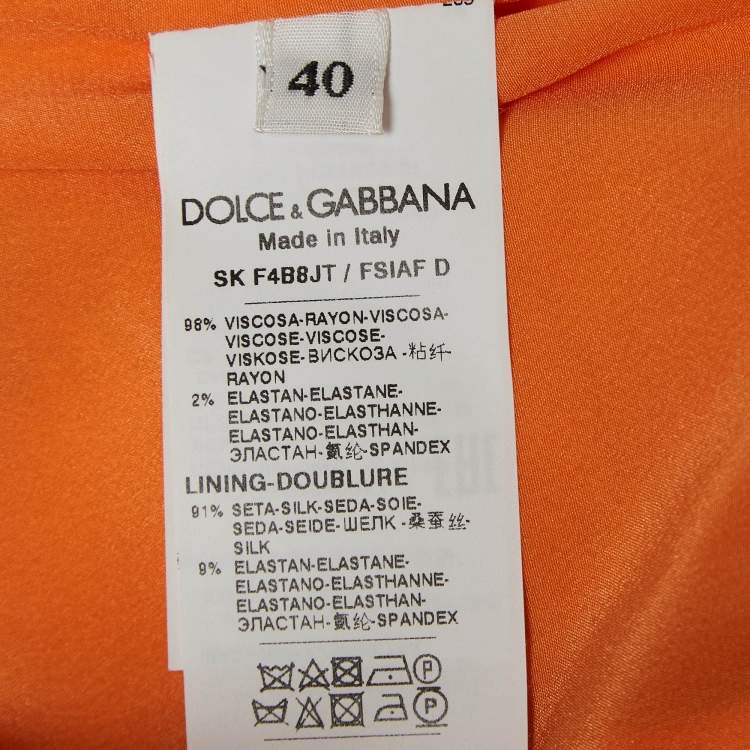 40
DOLCE & GABBANA
Made in Italy
SK F4B8JT / FSIAF D
98% VISCOSA-RAYON-VISCOSA-
VISCOSE-VISCOSE-
VISKOSE-ВИСКОЗА -粘纤-
RAYON
2% ELASTAN-ELASTANE-
ELASTANO-ELASTHANNE-
ELASTANO-ELASTHAN-
ЭЛАСТАН-氨纶-SPANDEX
LINING-DOUBLURE
91% SETA-SILK-SEDA-SOIE-
SEDA-SEIDE-ШЕЛК -桑蚕丝-
SILK
9% ELASTAN-ELASTANE-
ELASTANO-ELASTHANNE-
ELASTANO-ELASTHAN-
ЭЛАСТАН-氨纶-SPANDEX
P
P